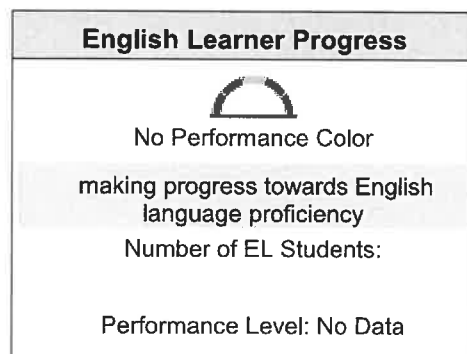 English Learner Progress
No Performance Color
making progress towards English
language proficiency
Number of EL Students:
Performance Level: No Data